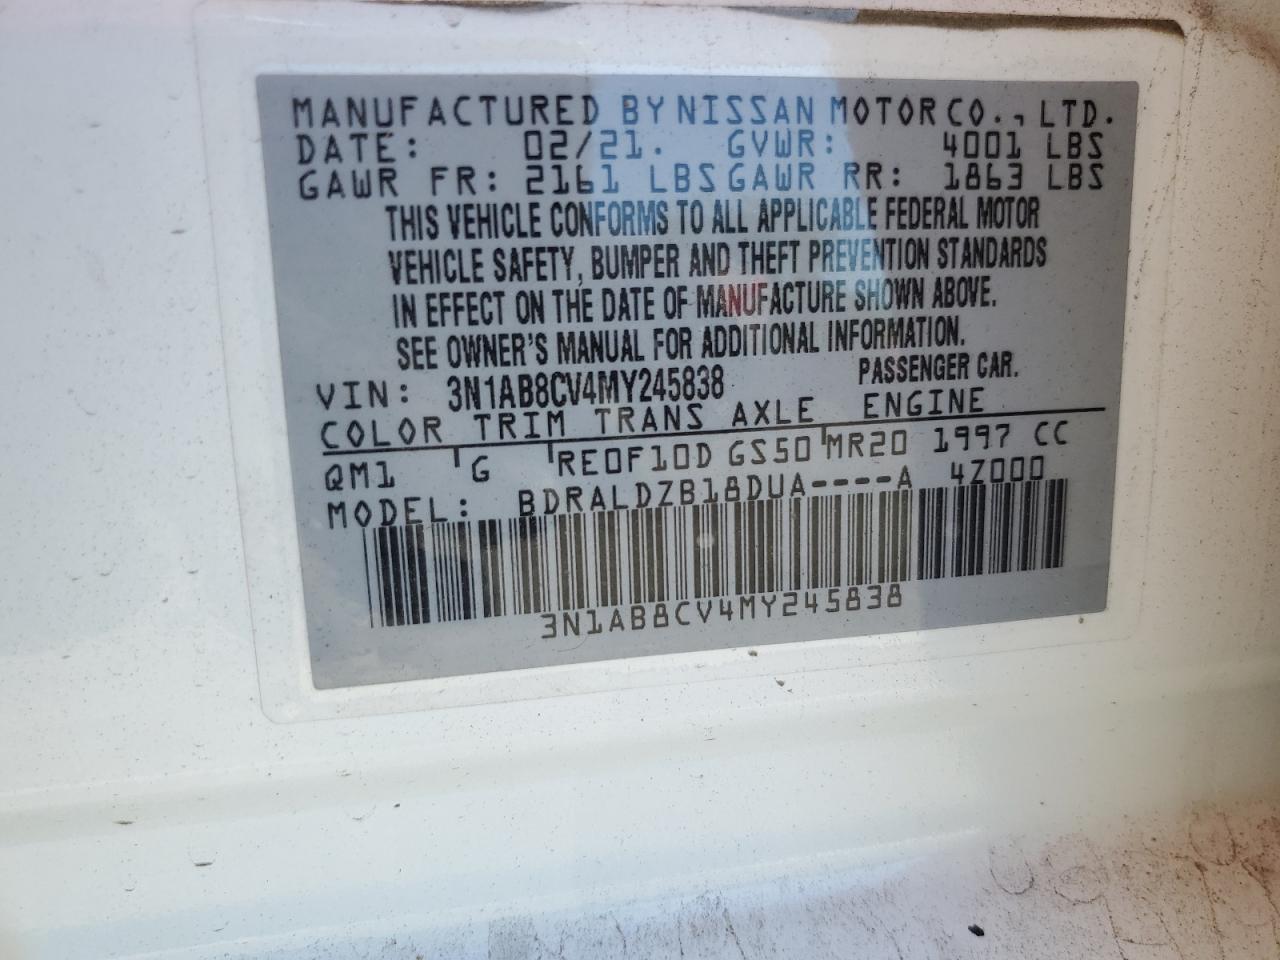 MANUFACTURED BY NISSAN MOTOR CO., LTD.
DATE: 02/21. GVWR: 4001 LBS
GAWR FR: 2161 LBS GAWR RR: 1863 LBS
THIS VEHICLE CONFORMS TO ALL APPLICABLE FEDERAL MOTOR
VEHICLE SAFETY, BUMPER AND THEFT PREVENTION STANDARDS
IN EFFECT ON THE DATE OF MANUFACTURE SHOWN ABOVE.
SEE OWNER'S MANUAL FOR ADDITIONAL INFORMATION.
VIN: 3N1AB8CV4MY245838 PASSENGER CAR.
COLOR TRIM TRANS AXLE ENGINE
QM1 G RE0F10D GS50 MR20 1997 CC
MODEL: BDRALDZB18DUA----A 4Z000
3N1AB8CV4MY245838